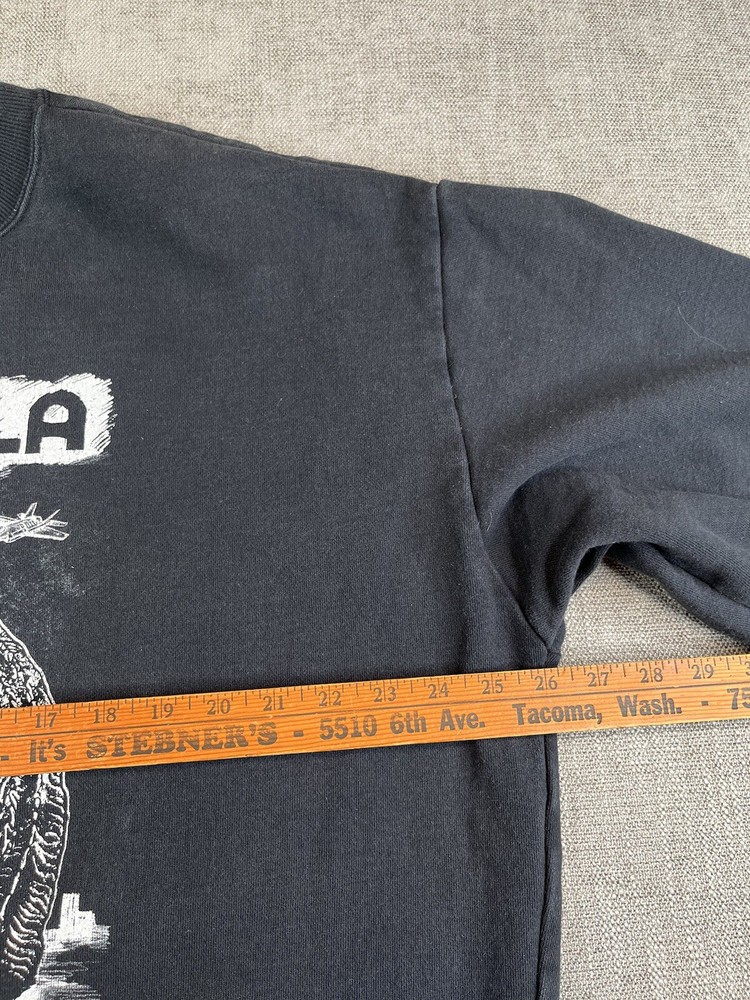 LA
17 18 19 20 21 22 23 24 25 26 27 28 29
- It's STEBNER'S - 5510 6th Ave. Tacoma, Wash. - 75